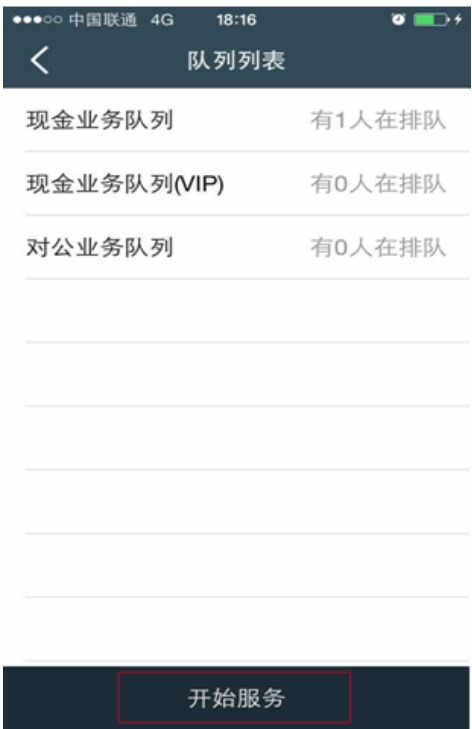 ●●●○○ 中国联通 4G 18:16
队列列表
现金业务队列 有1人在排队
现金业务队列(VIP) 有0人在排队
对公业务队列 有0人在排队
开始服务